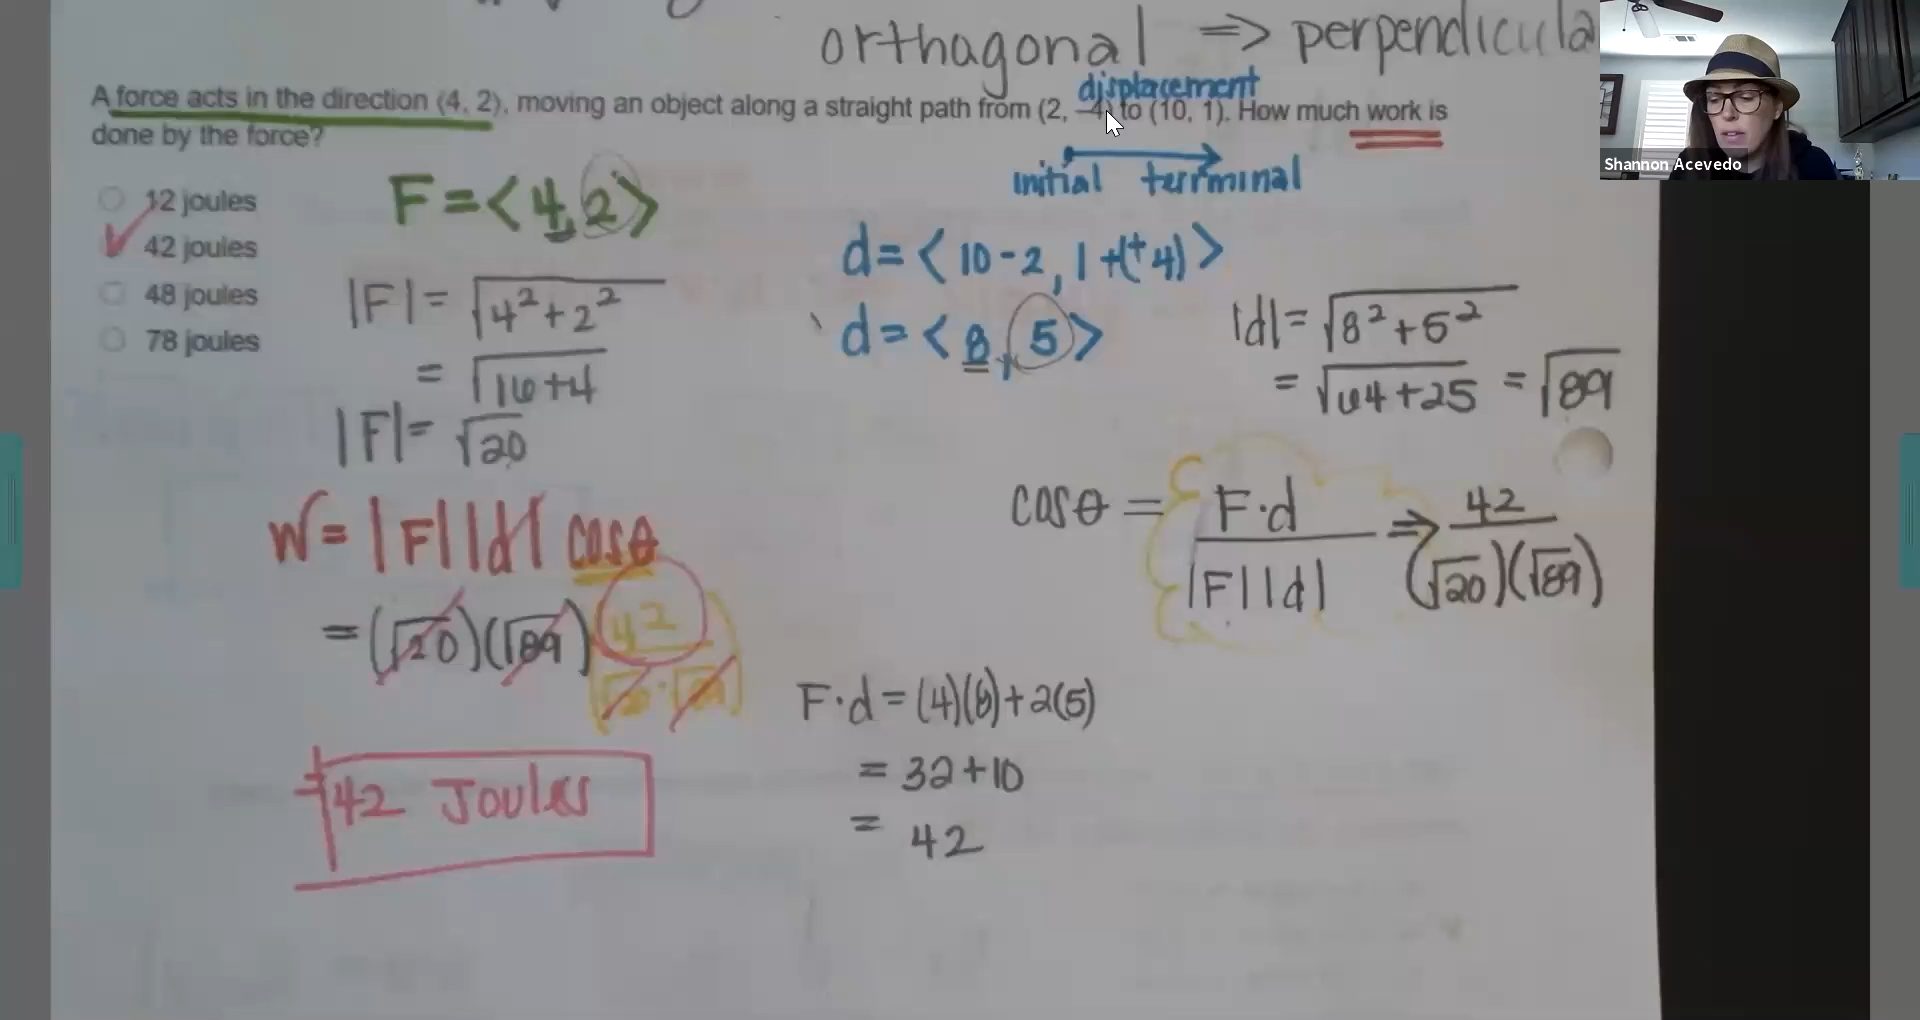 orthagonal => perpendicula
displacement
A force acts in the direction ⟨4, 2⟩, moving an object along a straight path from (2, –4) to (10, 1). How much work is
done by the force?
initial terminal
12 joules
42 joules
48 joules
78 joules
F = <4, 2>
|F| = √4² + 2²
= √16+4
|F| = √20
d = <10-2, 1+(+4)>
d = <8, 5>
|d| = √8² + 5²
= √64+25 = √89
W = |F||d| cosθ
= (√20)(√89) 42
= 42 Joules
cosθ = F·d / |F||d| => 42 / (√20)(√89)
F·d = (4)(8)+2(5)
= 32+10
= 42
Shannon Acevedo